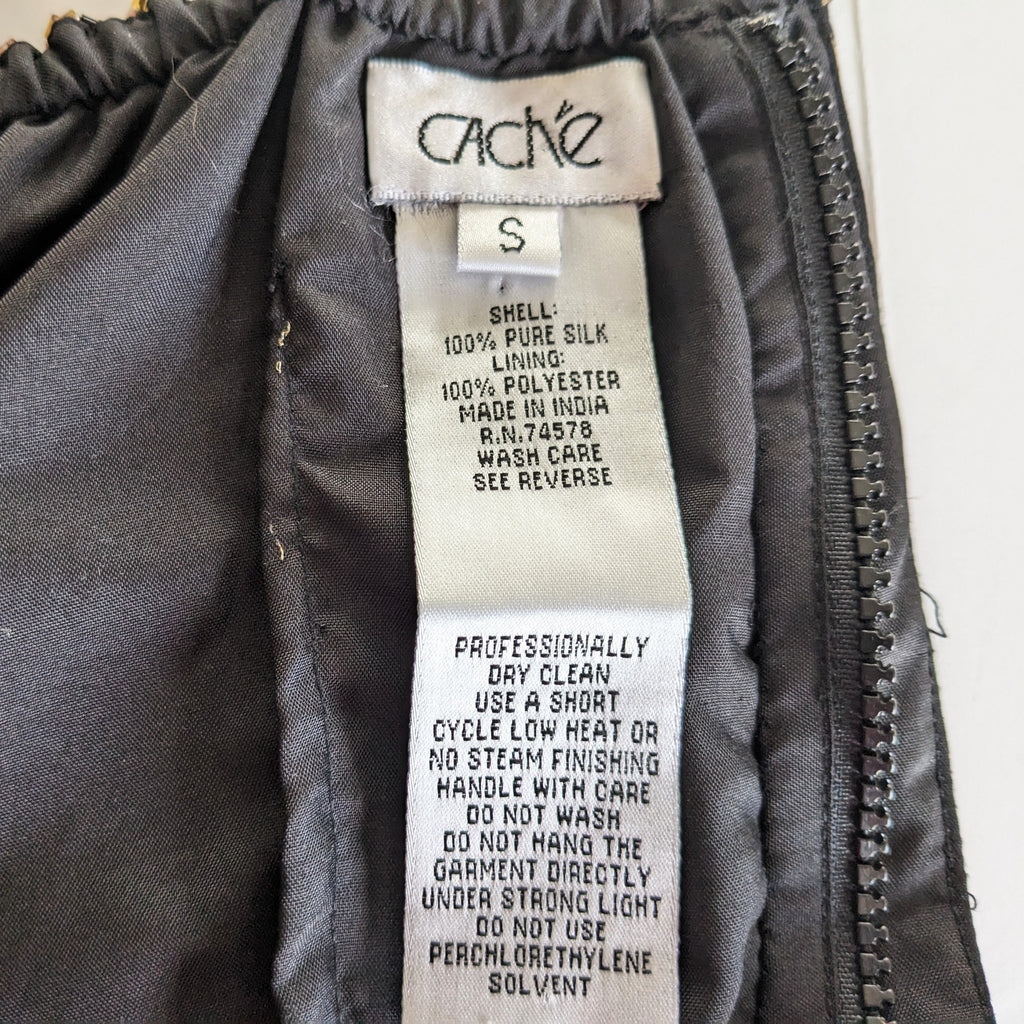 CACHÉ
S
SHELL:
100% PURE SILK
LINING:
100% POLYESTER
MADE IN INDIA
R.N.74578
WASH CARE
SEE REVERSE
PROFESSIONALLY
DRY CLEAN
USE A SHORT
CYCLE LOW HEAT OR
NO STEAM FINISHING
HANDLE WITH CARE
DO NOT WASH
DO NOT HANG THE
GARMENT DIRECTLY
UNDER STRONG LIGHT
DO NOT USE
PERCHLORETHYLENE
SOLVENT